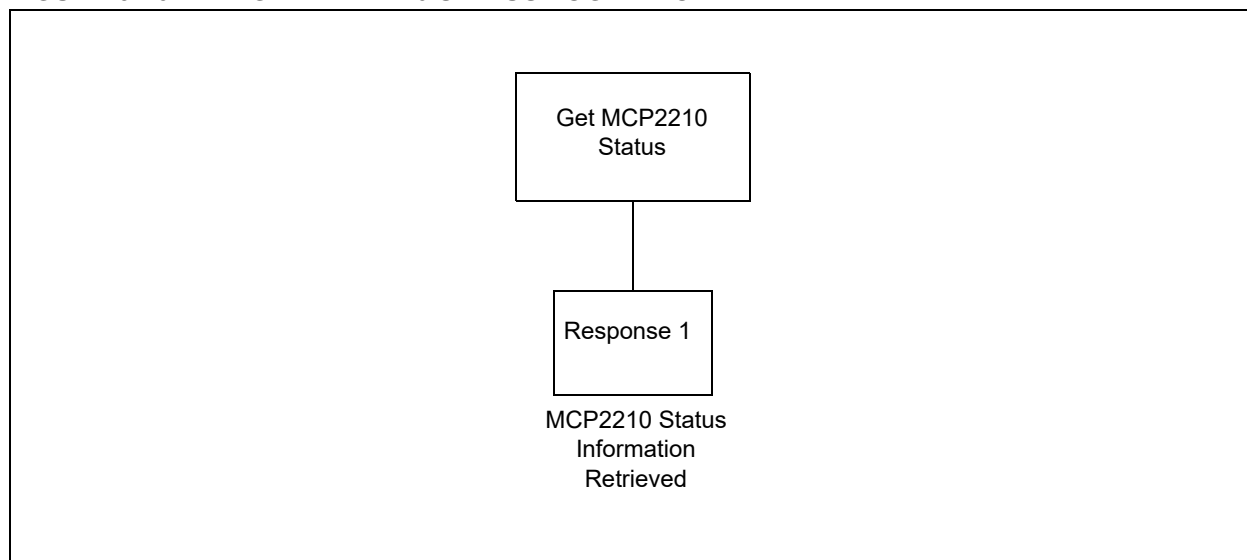 Get MCP2210
Status
Response 1
MCP2210 Status
Information
Retrieved